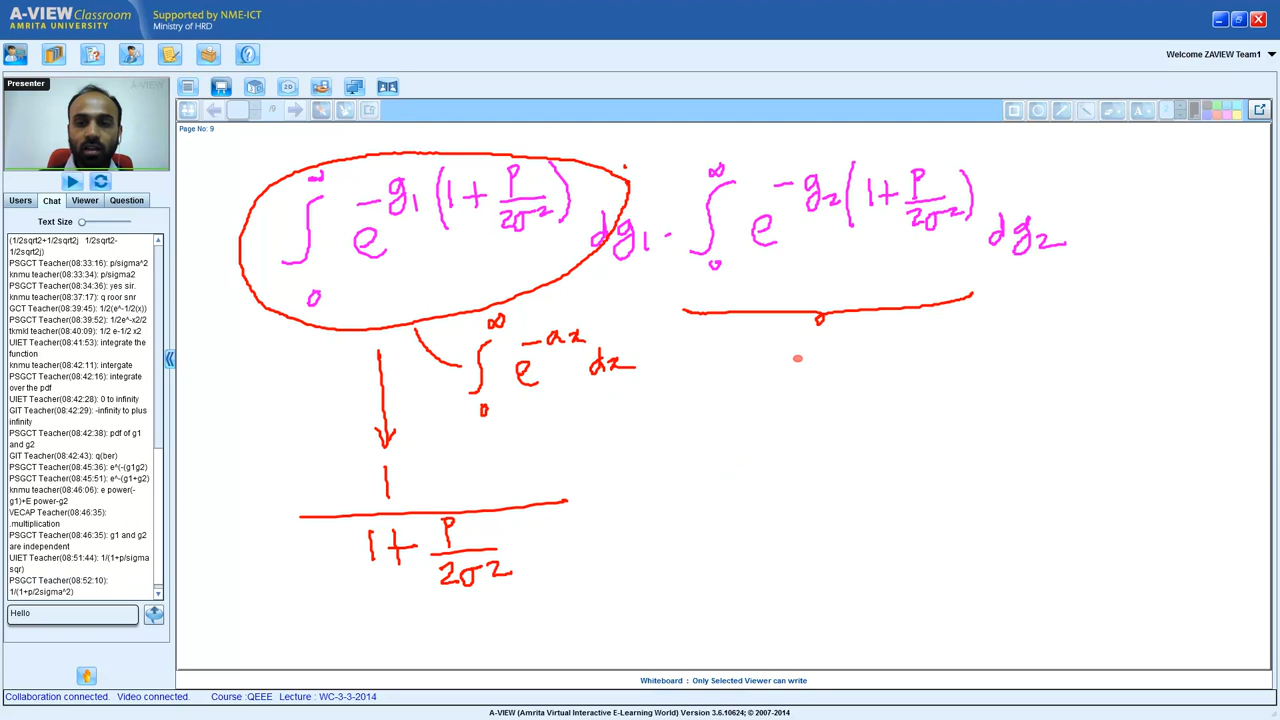 A-VIEW Classroom
AMRITA UNIVERSITY
Supported by NME-ICT
Ministry of HRD
Welcome ZAVIEW Team1
Presenter
A-VIEW
2D
/9
A
2
Page No: 9
Users Chat Viewer Question
Text Size
(1/2sqrt2+1/2sqrt2j 1/2sqrt2-
1/2sqrt2j)
PSGCT Teacher(08:33:16): p/sigma^2
knmu teacher(08:33:34): p/sigma2
PSGCT Teacher(08:34:36): yes sir.
knmu teacher(08:37:17): q roor snr
GCT Teacher(08:39:45): 1/2(e^-1/2(x)
PSGCT Teacher(08:39:52): 1/2e^-x2/2
tkmkl teacher(08:40:09): 1/2 e-1/2 x2
UIET Teacher(08:41:53): integrate the
function
knmu teacher(08:42:11): intergate
PSGCT Teacher(08:42:16): integrate
over the pdf
UIET Teacher(08:42:28): 0 to infinity
GIT Teacher(08:42:29): -infinity to plus
infinity
PSGCT Teacher(08:42:38): pdf of g1
and g2
GIT Teacher(08:42:43): q(ber)
PSGCT Teacher(08:45:36): e^(-(g1g2)
PSGCT Teacher(08:45:51): e^(-(g1+g2)
knmu teacher(08:46:06): e power(-
g1)+E power-g2
VECAP Teacher(08:46:35):
.multiplication
PSGCT Teacher(08:46:35): g1 and g2
are independent
UIET Teacher(08:51:44): 1/(1+p/sigma
sqr)
PSGCT Teacher(08:52:10):
1/(1+p/2sigma^2)
Hello
∫₀^∞ e^{-g₁(1+P/2σ²)} dg₁ · ∫₀^∞ e^{-g₂(1+P/2σ²)} dg₂
∫₀^∞ e^{-ax} dx
1
1+P/2σ²
Whiteboard : Only Selected Viewer can write
Collaboration connected. Video connected. Course :QEEE Lecture : WC-3-3-2014
A-VIEW (Amrita Virtual Interactive E-Learning World) Version 3.6.10624; © 2007-2014